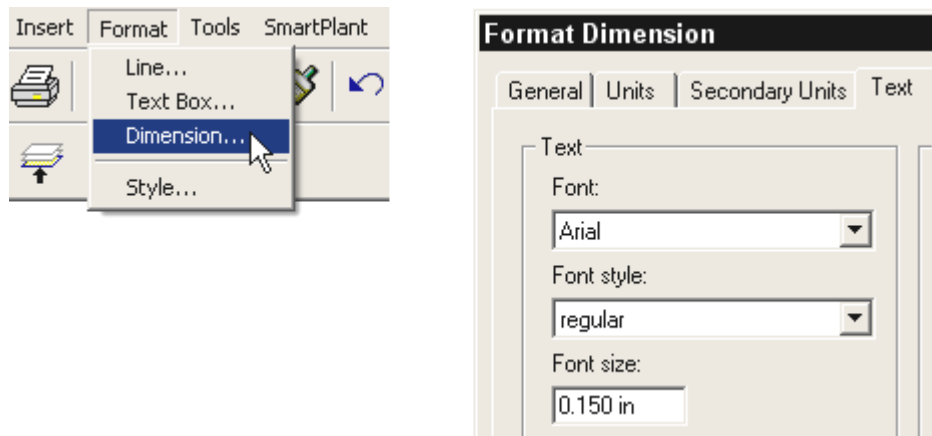 Insert Format Tools SmartPlant
Line...
Text Box...
Dimension...
Style...
Format Dimension
General Units Secondary Units Text
Text
Font:
Arial
Font style:
regular
Font size:
0.150 in